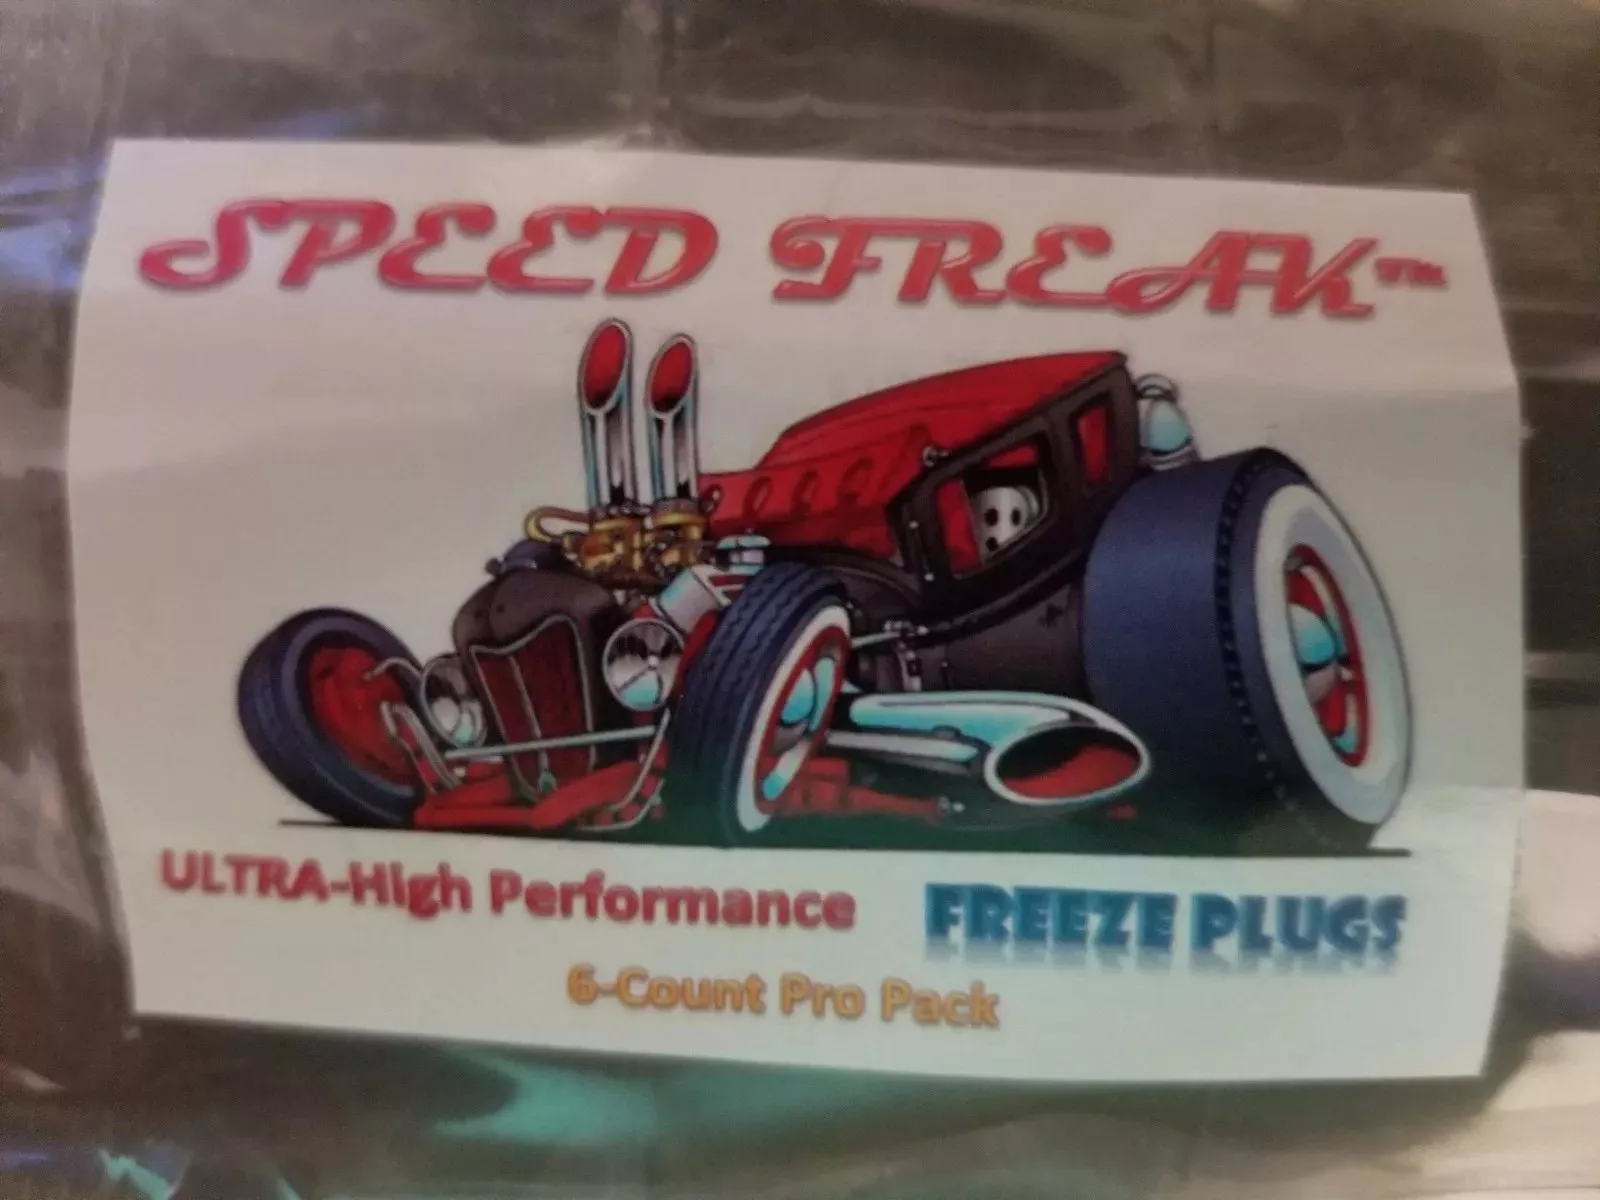 SPEED FREAK™
ULTRA-High Performance FREEZE PLUGS
6-Count Pro Pack